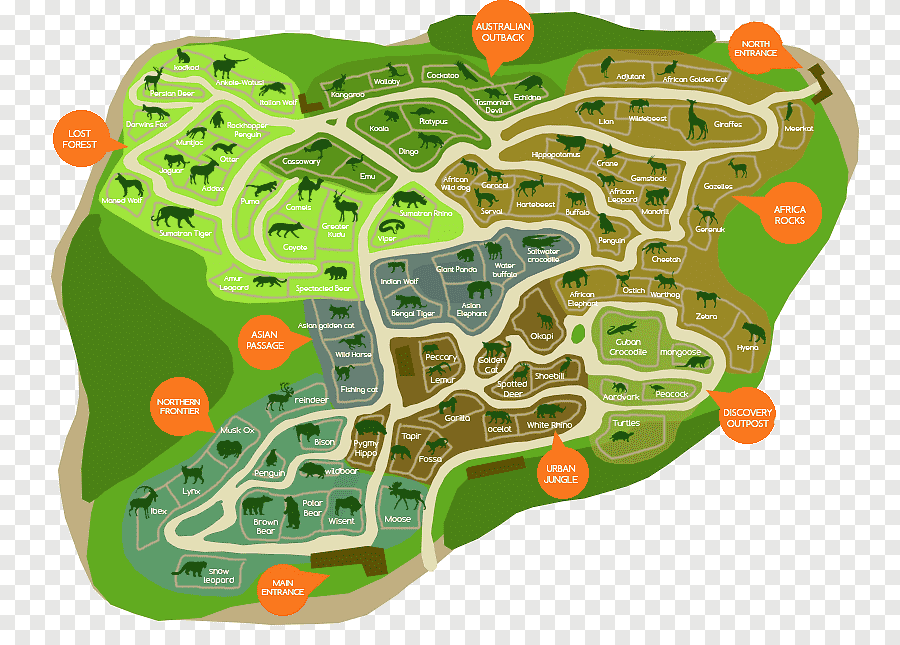 AUSTRALIAN
OUTBACK
NORTH
ENTRANCE
LOST
FOREST
AFRICA
ROCKS
ASIAN
PASSAGE
NORTHERN
FRONTIER
DISCOVERY
OUTPOST
URBAN
JUNGLE
MAIN
ENTRANCE
kodkod
Ankole-Watusi
Persian Deer
Italian Wolf
Darwins Fox
Rockhopper
Penguin
Muntjac
Otter
Jaguar
Addax
Maned Wolf
Puma
Sumatran Tiger
Camels
Coyote
Greater
Kudu
Sumatran Rhino
Viper
Amur
Leopard
Spectacled Bear
Kangaroo
Wallaby
Cockatoo
Tasmanian
Devil
Echidna
Koala
Platypus
Dingo
Cassowary
Emu
Adjutant
African Golden Cat
Lion
Wildebeest
Giraffes
Meerkat
Hippopotomus
Crane
Gemsbock
African
Wild dog
Caracal
African
Leopard
Serval
Hartebeest
Buffalo
Mandrill
Gazelles
Gerenuk
Penguin
Cheetah
African
Elephant
Ostich
Warthog
Zebra
Hyena
Indian Wolf
Giant Panda
Water
buffalo
Saltwater
crocodile
Bengal Tiger
Asian
Elephant
Asian golden cat
Wild Harse
Fishing cat
Okapi
Peccary
Lemur
Golden
Cat
Spotted
Deer
Shoebill
Gorilla
ocelot
White Rhino
Tapir
Fossa
Pygmy
Hippo
Cuban
Crocodile
mongoose
Aarovark
Peacock
Turtles
reindeer
Musk Ox
Bison
Penguin
wildboar
Lynx
Ibex
Brown
Bear
Polar
Bear
Wisent
Moose
snow
leopard